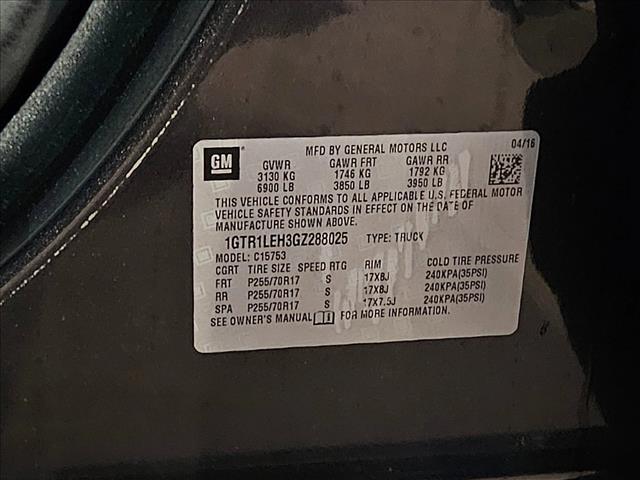 GM
MFD BY GENERAL MOTORS LLC 04/16
GVWR GAWR FRT GAWR RR
3130 KG 1746 KG 1792 KG
6900 LB 3850 LB 3950 LB
THIS VEHICLE CONFORMS TO ALL APPLICABLE U.S. FEDERAL MOTOR
VEHICLE SAFETY STANDARDS IN EFFECT ON THE DATE OF
MANUFACTURE SHOWN ABOVE.
1GTR1LEH3GZ288025 TYPE: TRUCK
MODEL: C15753
CGRT TIRE SIZE SPEED RTG RIM COLD TIRE PRESSURE
FRT P255/70R17 S 17X8J 240KPA(35PSI)
RR P255/70R17 S 17X8J 240KPA(35PSI)
SPA P255/70R17 S 17X7.5J 240KPA(35PSI)
SEE OWNER'S MANUAL FOR MORE INFORMATION.